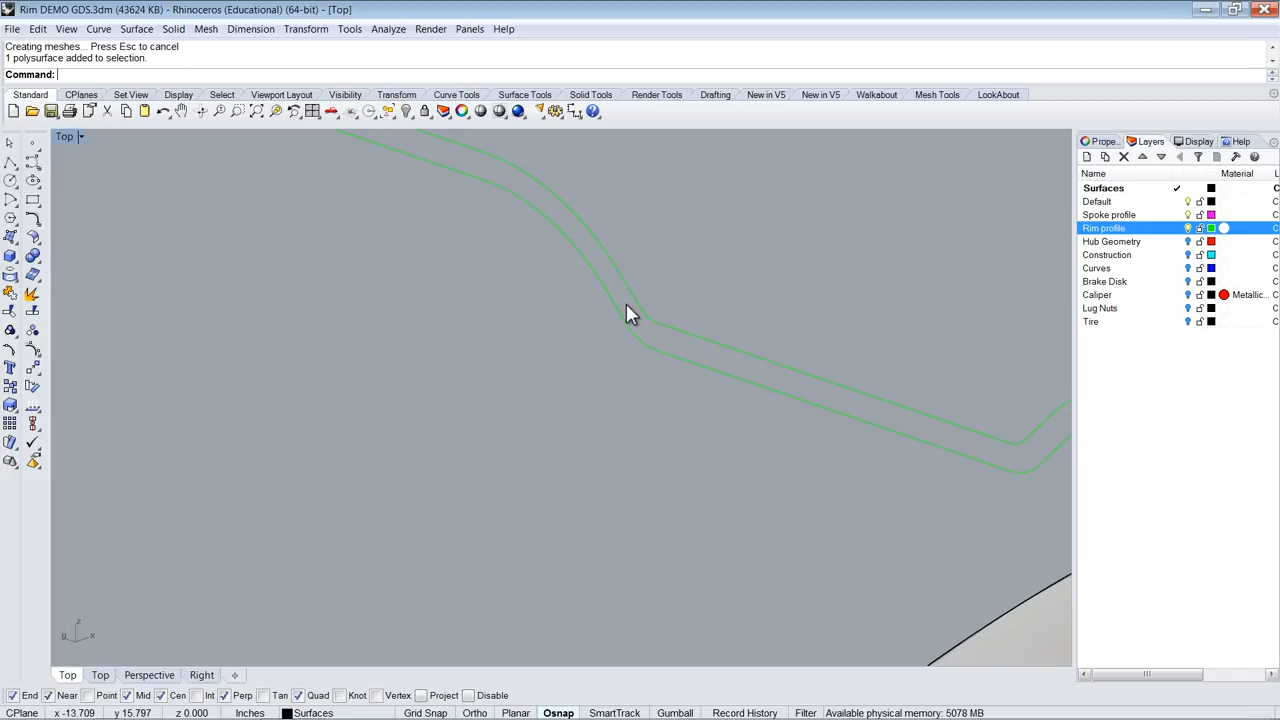 Rim DEMO GDS.3dm (43624 KB) - Rhinoceros (Educational) (64-bit) - [Top]
File Edit View Curve Surface Solid Mesh Dimension Transform Tools Analyze Render Panels Help
Creating meshes... Press Esc to cancel
1 polysurface added to selection.
Command:
Standard CPlanes Set View Display Select Viewport Layout Visibility Transform Curve Tools Surface Tools Solid Tools Mesh Tools Render Tools Drafting New in V5 New in V5 Walkabout Mesh Tools LookAbout
Top
Prope... Layers Display Help
Name Material L
Surfaces C
Default C
Spoke profile C
Rim profile C
Hub Geometry C
Construction C
Curves C
Brake Disk C
Caliper Metallic... C
Lug Nuts C
Tire C
z
y x
Top Top Perspective Right
End Near Point Mid Cen Int Perp Tan Quad Knot Vertex Project Disable
CPlane x -13.709 y 15.797 z 0.000 Inches Surfaces Grid Snap Ortho Planar Osnap SmartTrack Gumball Record History Filter Available physical memory: 5078 MB